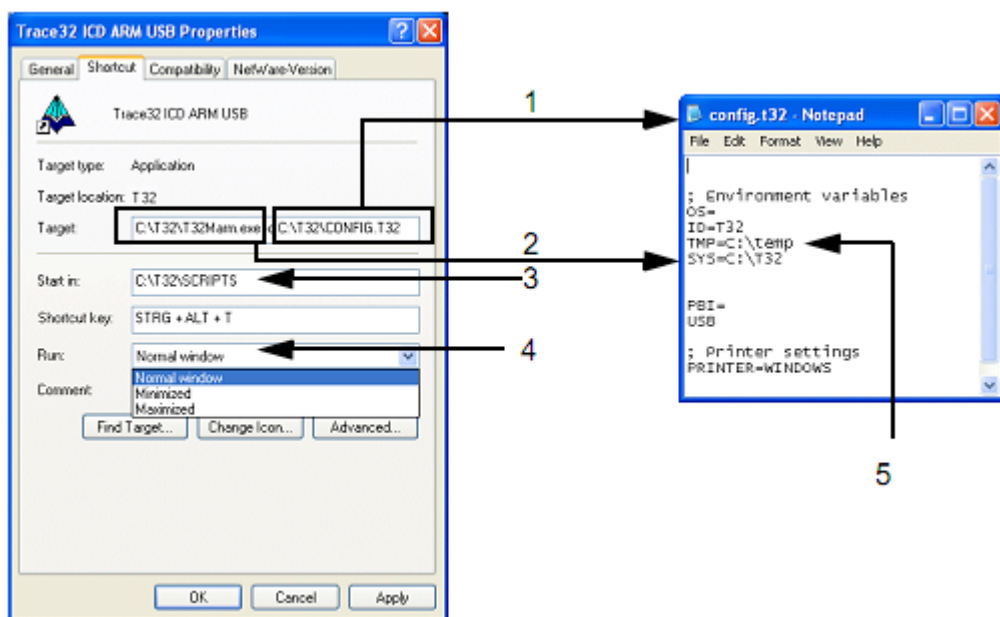 Trace32 ICD ARM USB Properties
General Shortcut Compatibility NetWare-Version
Trace32 ICD ARM USB
Target type: Application
Target location: T32
Target: C:\T32\T32Marm.exe C:\T32\CONFIG.T32
Start in: C:\T32\SCRIPTS
Shortcut key: STRG + ALT + T
Run: Normal window
Normal window
Comment:
Minimized
Maximized
Find Target... Change Icon... Advanced...
OK Cancel Apply
1
2
3
4
config.t32 - Notepad
File Edit Format View Help
; Environment variables
OS=
ID=T32
TMP=C:\temp
SYS=C:\T32
PBI=
USB
; Printer settings
PRINTER=WINDOWS
5